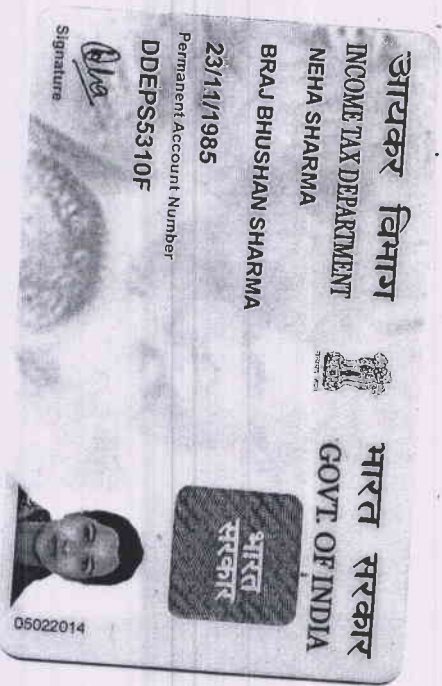 आयकर विभाग
INCOME TAX DEPARTMENT
भारत सरकार
GOVT. OF INDIA
NEHA SHARMA
BRAJ BHUSHAN SHARMA
23/11/1985
Permanent Account Number
DDEPS5310F
Signature
भारत
सरकार
05022014